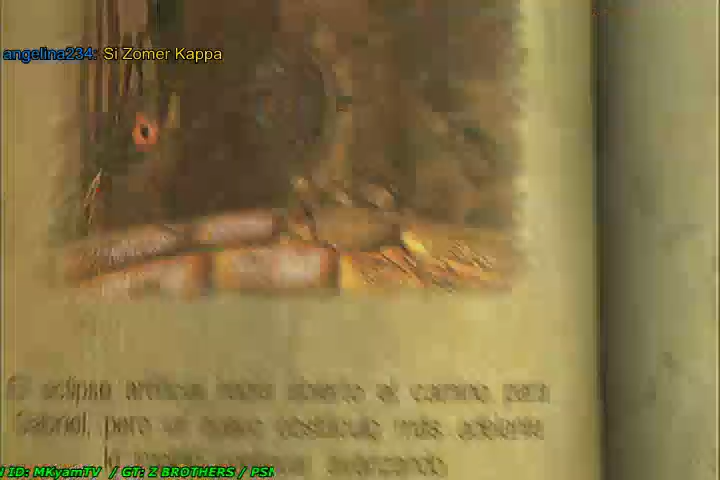 angelina234: Si Zomer Kappa
El eclipse artificial había abierto el camino para
Gabriel, pero un nuevo obstáculo más adelante
avanzando
N ID: MKyamTV / GT: Z BROTHERS / PSN